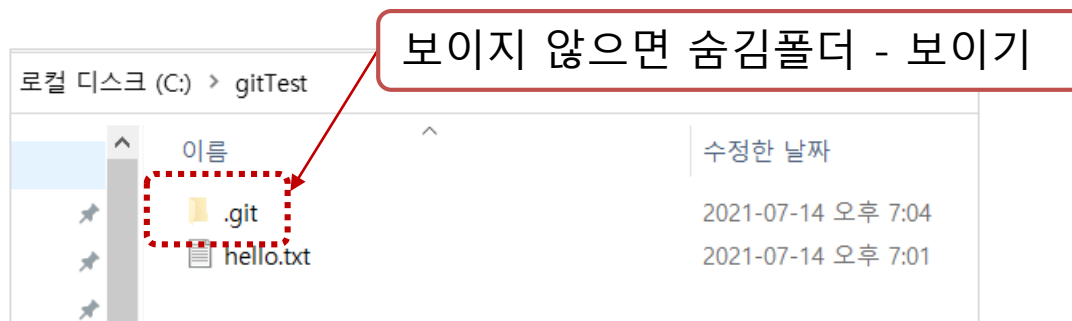 보이지 않으면 숨김폴더 - 보이기
로컬 디스크 (C:) > gitTest
이름 수정한 날짜
.git 2021-07-14 오후 7:04
hello.txt 2021-07-14 오후 7:01